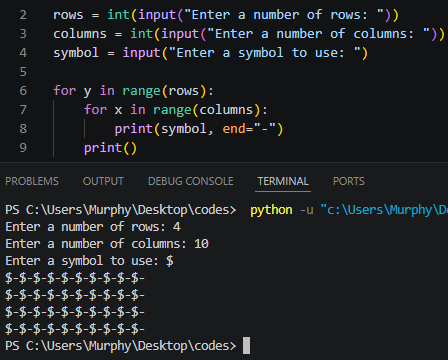 2 rows = int(input("Enter a number of rows: "))
3 columns = int(input("Enter a number of columns: "))
4 symbol = input("Enter a symbol to use: ")
5
6 for y in range(rows):
7     for x in range(columns):
8         print(symbol, end="-")
9     print()
PROBLEMS OUTPUT DEBUG CONSOLE TERMINAL PORTS
PS C:\Users\Murphy\Desktop\codes> python -u "c:\Users\Murphy\De
Enter a number of rows: 4
Enter a number of columns: 10
Enter a symbol to use: $
$-$-$-$-$-$-$-$-$-$-
$-$-$-$-$-$-$-$-$-$-
$-$-$-$-$-$-$-$-$-$-
$-$-$-$-$-$-$-$-$-$-
PS C:\Users\Murphy\Desktop\codes>